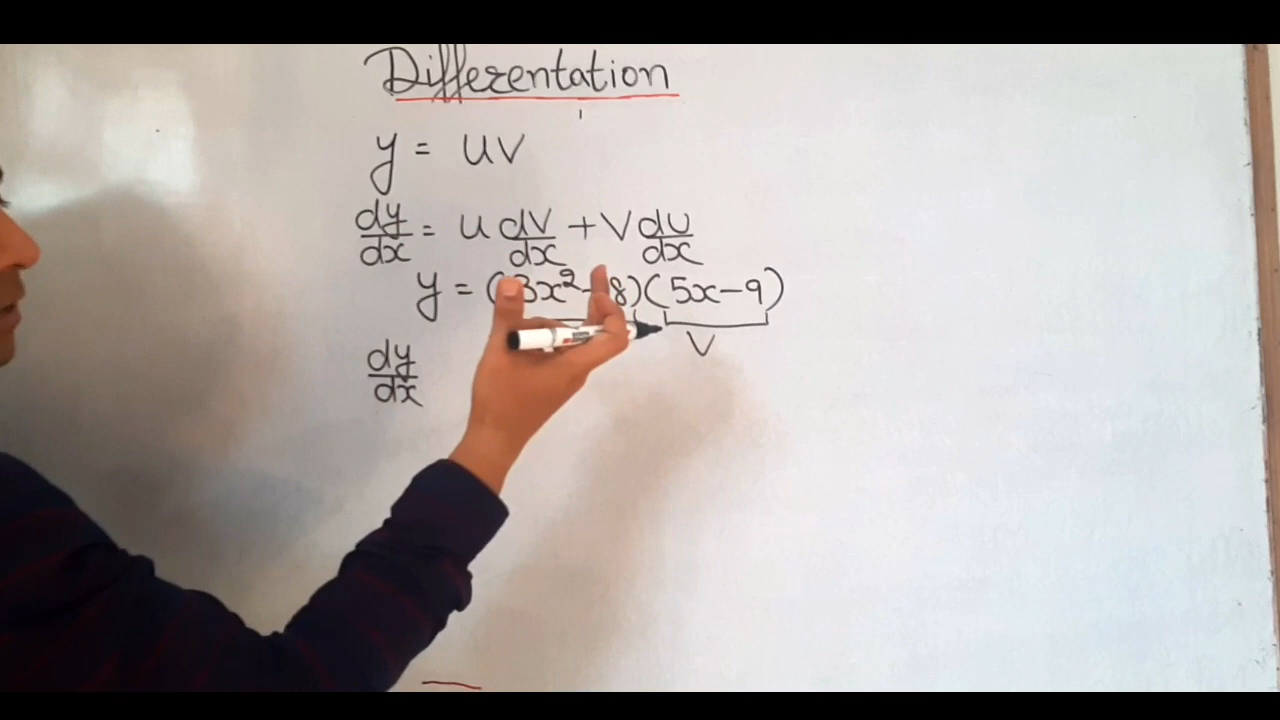 Differentation
y = UV
dy/dx = U dV/dx + V dU/dx
y = (3x² - 8)(5x-9)
V
dy/dx